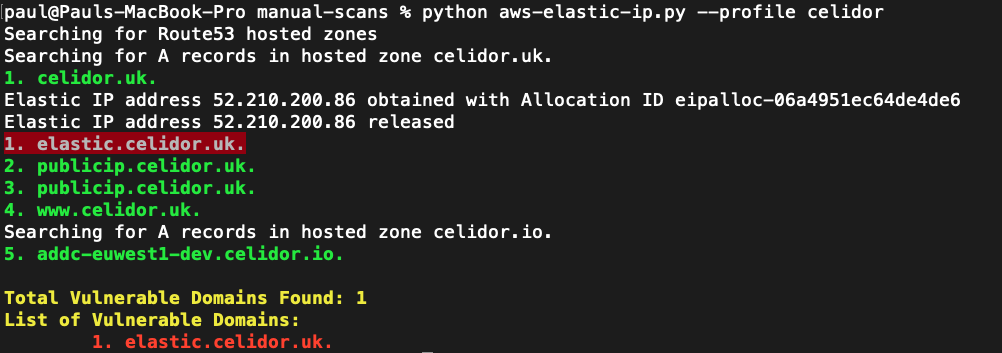 paul@Pauls-MacBook-Pro manual-scans % python aws-elastic-ip.py --profile celidor
Searching for Route53 hosted zones
Searching for A records in hosted zone celidor.uk.
1. celidor.uk.
Elastic IP address 52.210.200.86 obtained with Allocation ID eipalloc-06a4951ec64de4de6
Elastic IP address 52.210.200.86 released
1. elastic.celidor.uk.
2. publicip.celidor.uk.
3. publicip.celidor.uk.
4. www.celidor.uk.
Searching for A records in hosted zone celidor.io.
5. addc-euwest1-dev.celidor.io.
Total Vulnerable Domains Found: 1
List of Vulnerable Domains:
1. elastic.celidor.uk.